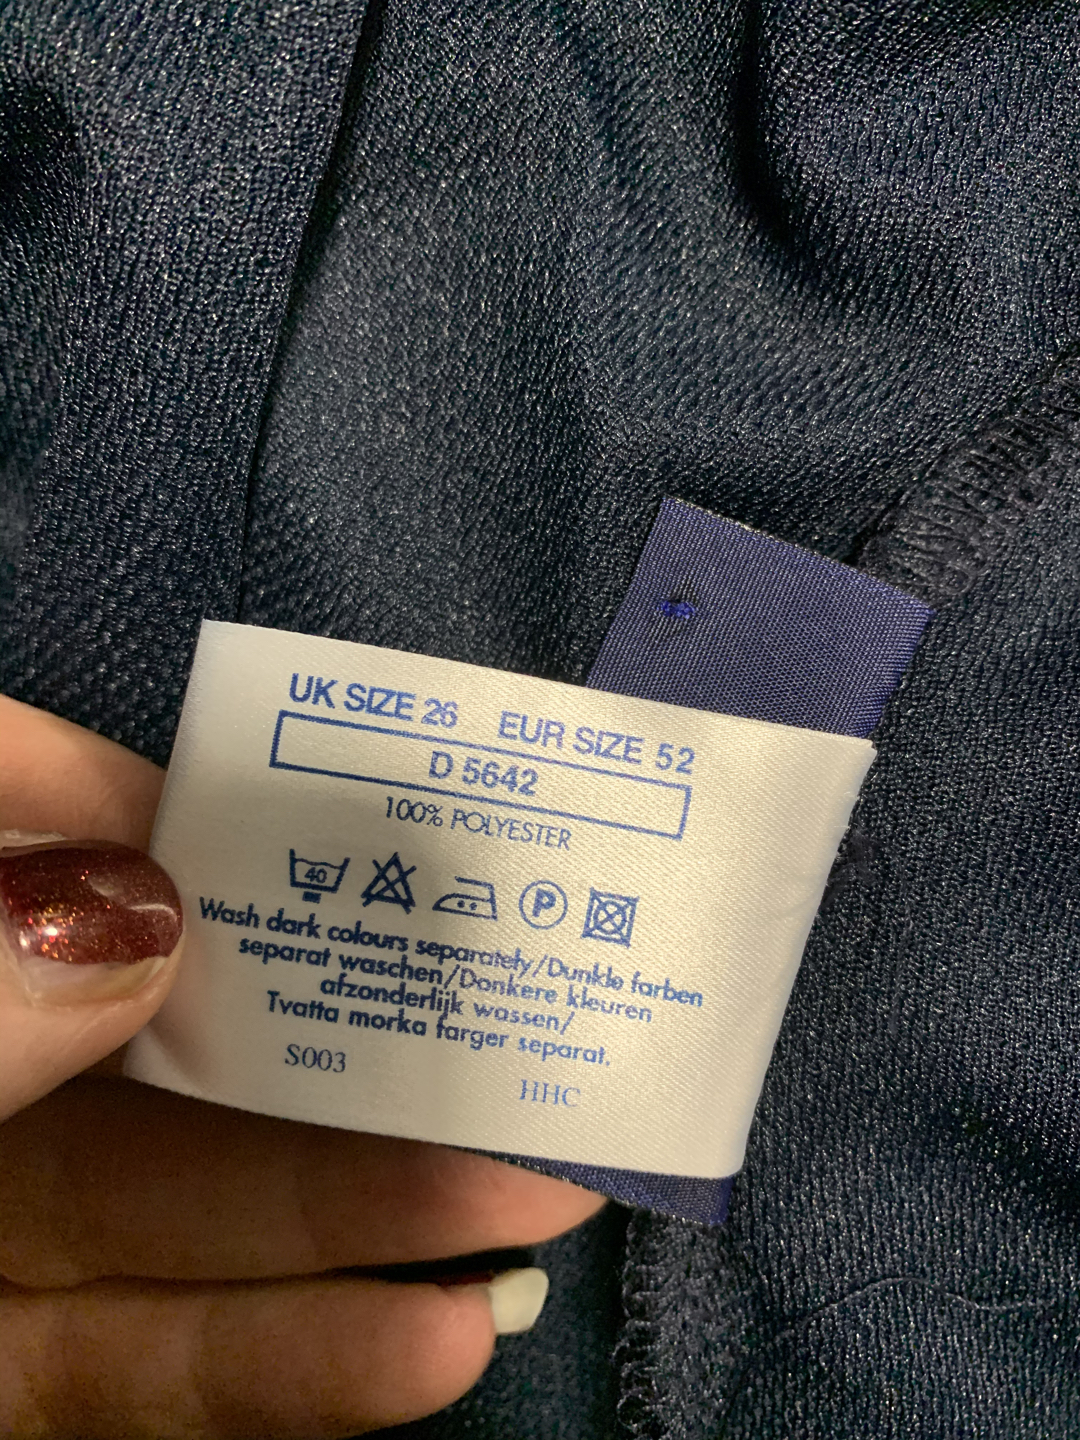 UK SIZE 26 EUR SIZE 52
D 5642
100% POLYESTER
40 P
Wash dark colours separately/Dunkle farben
separat waschen/Donkere kleuren
afzonderlijk wassen/
Tvatta morka farger separat.
S003
HHC